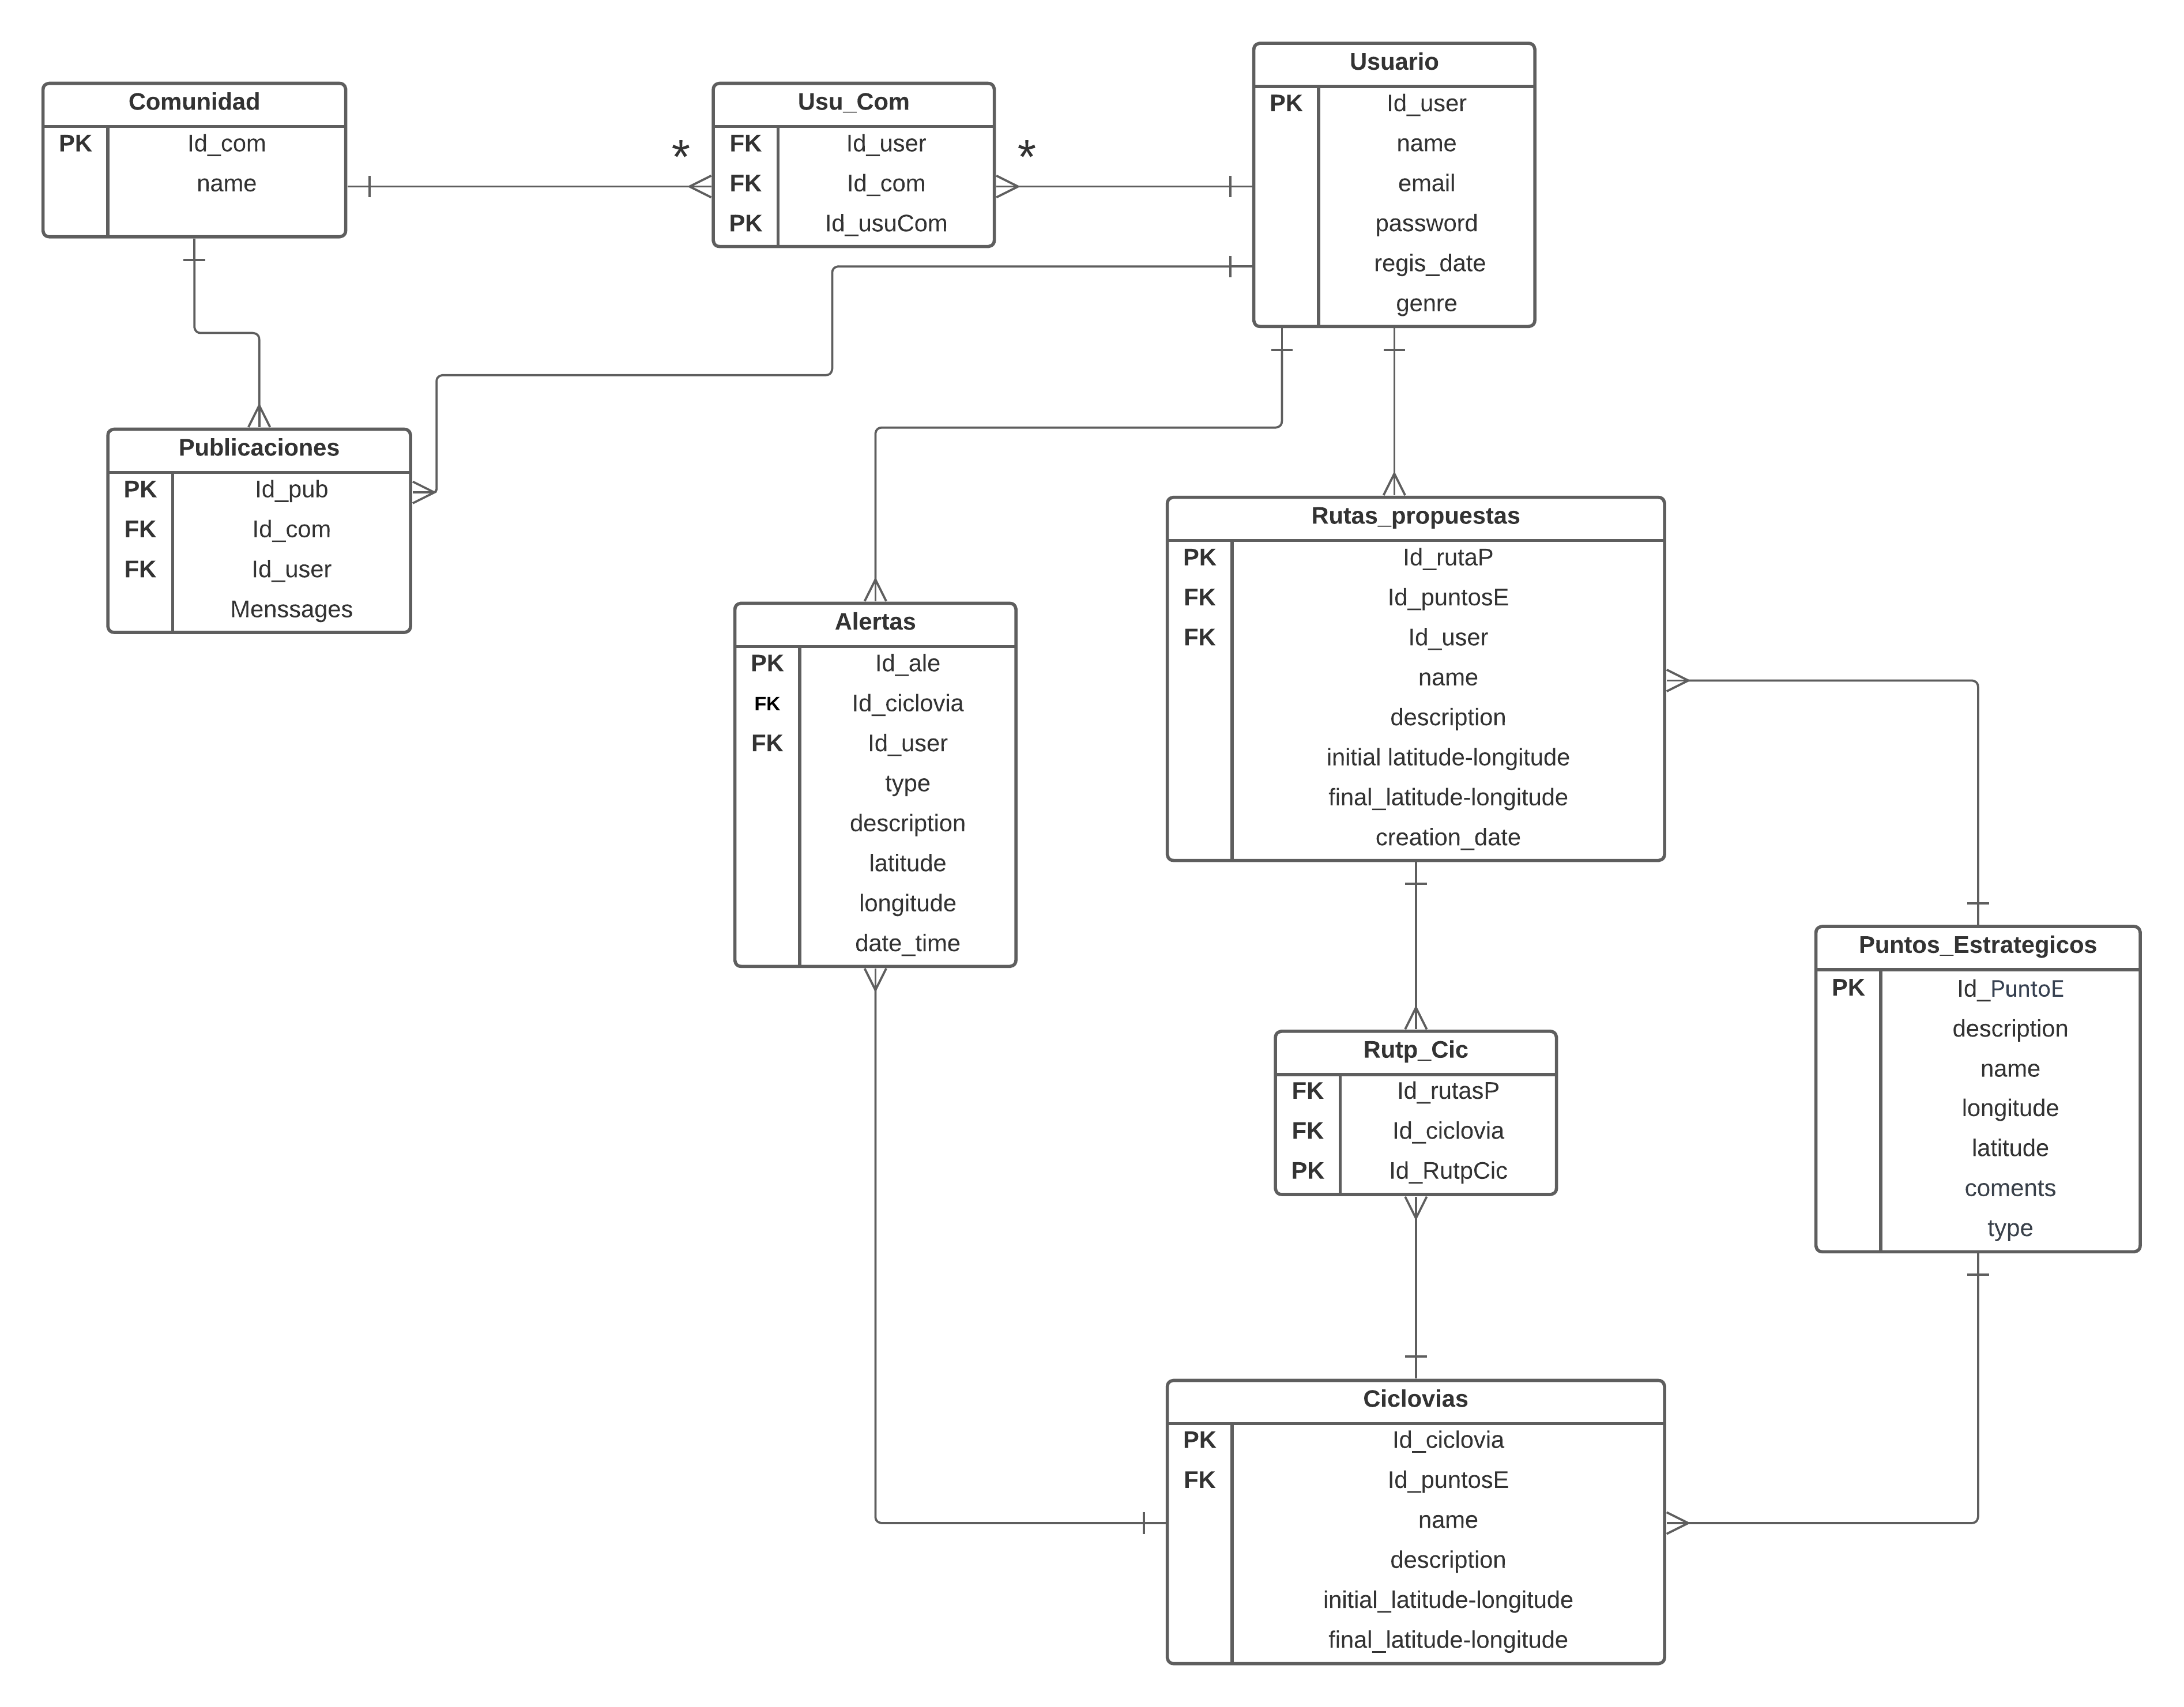 Comunidad
PK Id_com
name
Usu_Com
FK Id_user
FK Id_com
PK Id_usuCom
*
*
Usuario
PK Id_user
name
email
password
regis_date
genre
Publicaciones
PK Id_pub
FK Id_com
FK Id_user
Menssages
Alertas
PK Id_ale
FK Id_ciclovia
FK Id_user
type
description
latitude
longitude
date_time
Rutas_propuestas
PK Id_rutaP
FK Id_puntosE
FK Id_user
name
description
initial latitude-longitude
final_latitude-longitude
creation_date
Puntos_Estrategicos
PK Id_PuntoE
description
name
longitude
latitude
coments
type
Rutp_Cic
FK Id_rutasP
FK Id_ciclovia
PK Id_RutpCic
Ciclovias
PK Id_ciclovia
FK Id_puntosE
name
description
initial_latitude-longitude
final_latitude-longitude